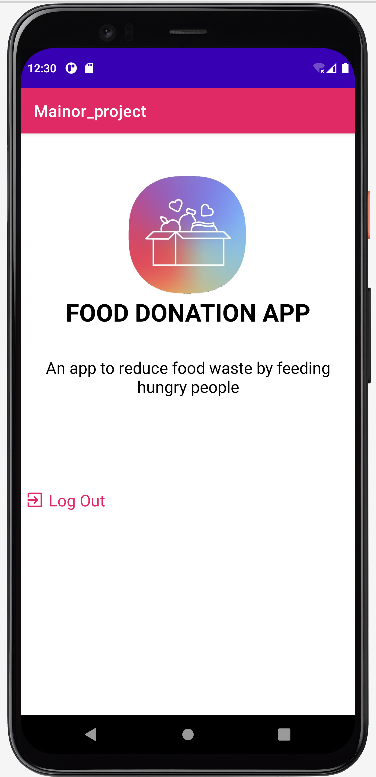 12:30
Mainor_project
FOOD DONATION APP
An app to reduce food waste by feeding
hungry people
Log Out